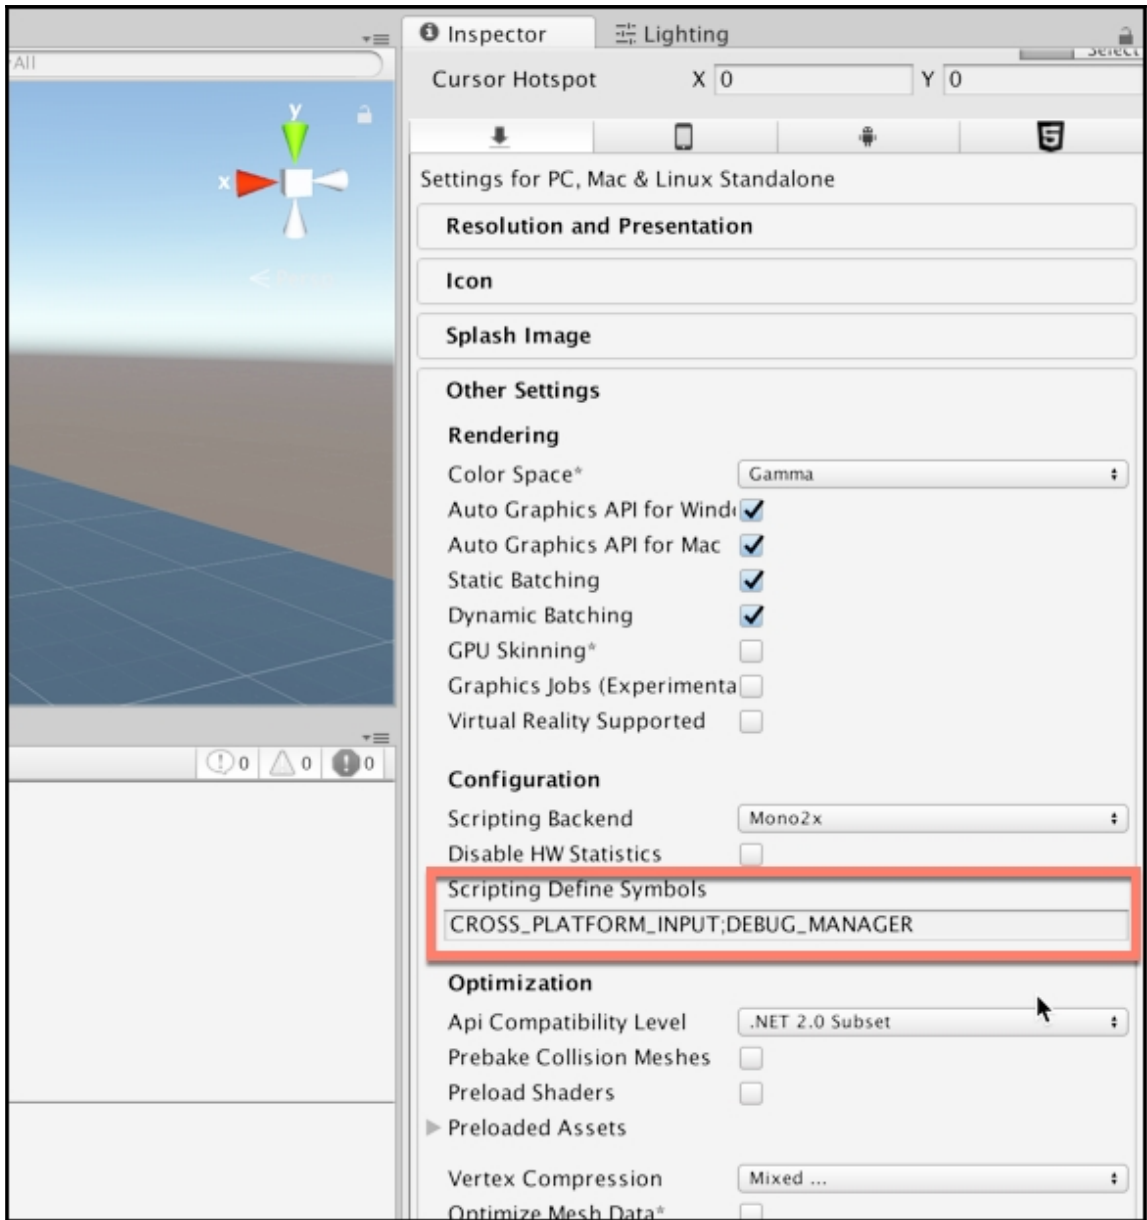 All
y
x
Persp
0 0 0
Inspector Lighting
Select
Cursor Hotspot X 0 Y 0
Settings for PC, Mac & Linux Standalone
Resolution and Presentation
Icon
Splash Image
Other Settings
Rendering
Color Space* Gamma
Auto Graphics API for Wind
Auto Graphics API for Mac
Static Batching
Dynamic Batching
GPU Skinning*
Graphics Jobs (Experimenta
Virtual Reality Supported
Configuration
Scripting Backend Mono2x
Disable HW Statistics
Scripting Define Symbols
CROSS_PLATFORM_INPUT;DEBUG_MANAGER
Optimization
Api Compatibility Level .NET 2.0 Subset
Prebake Collision Meshes
Preload Shaders
Preloaded Assets
Vertex Compression Mixed ...
Optimize Mesh Data*